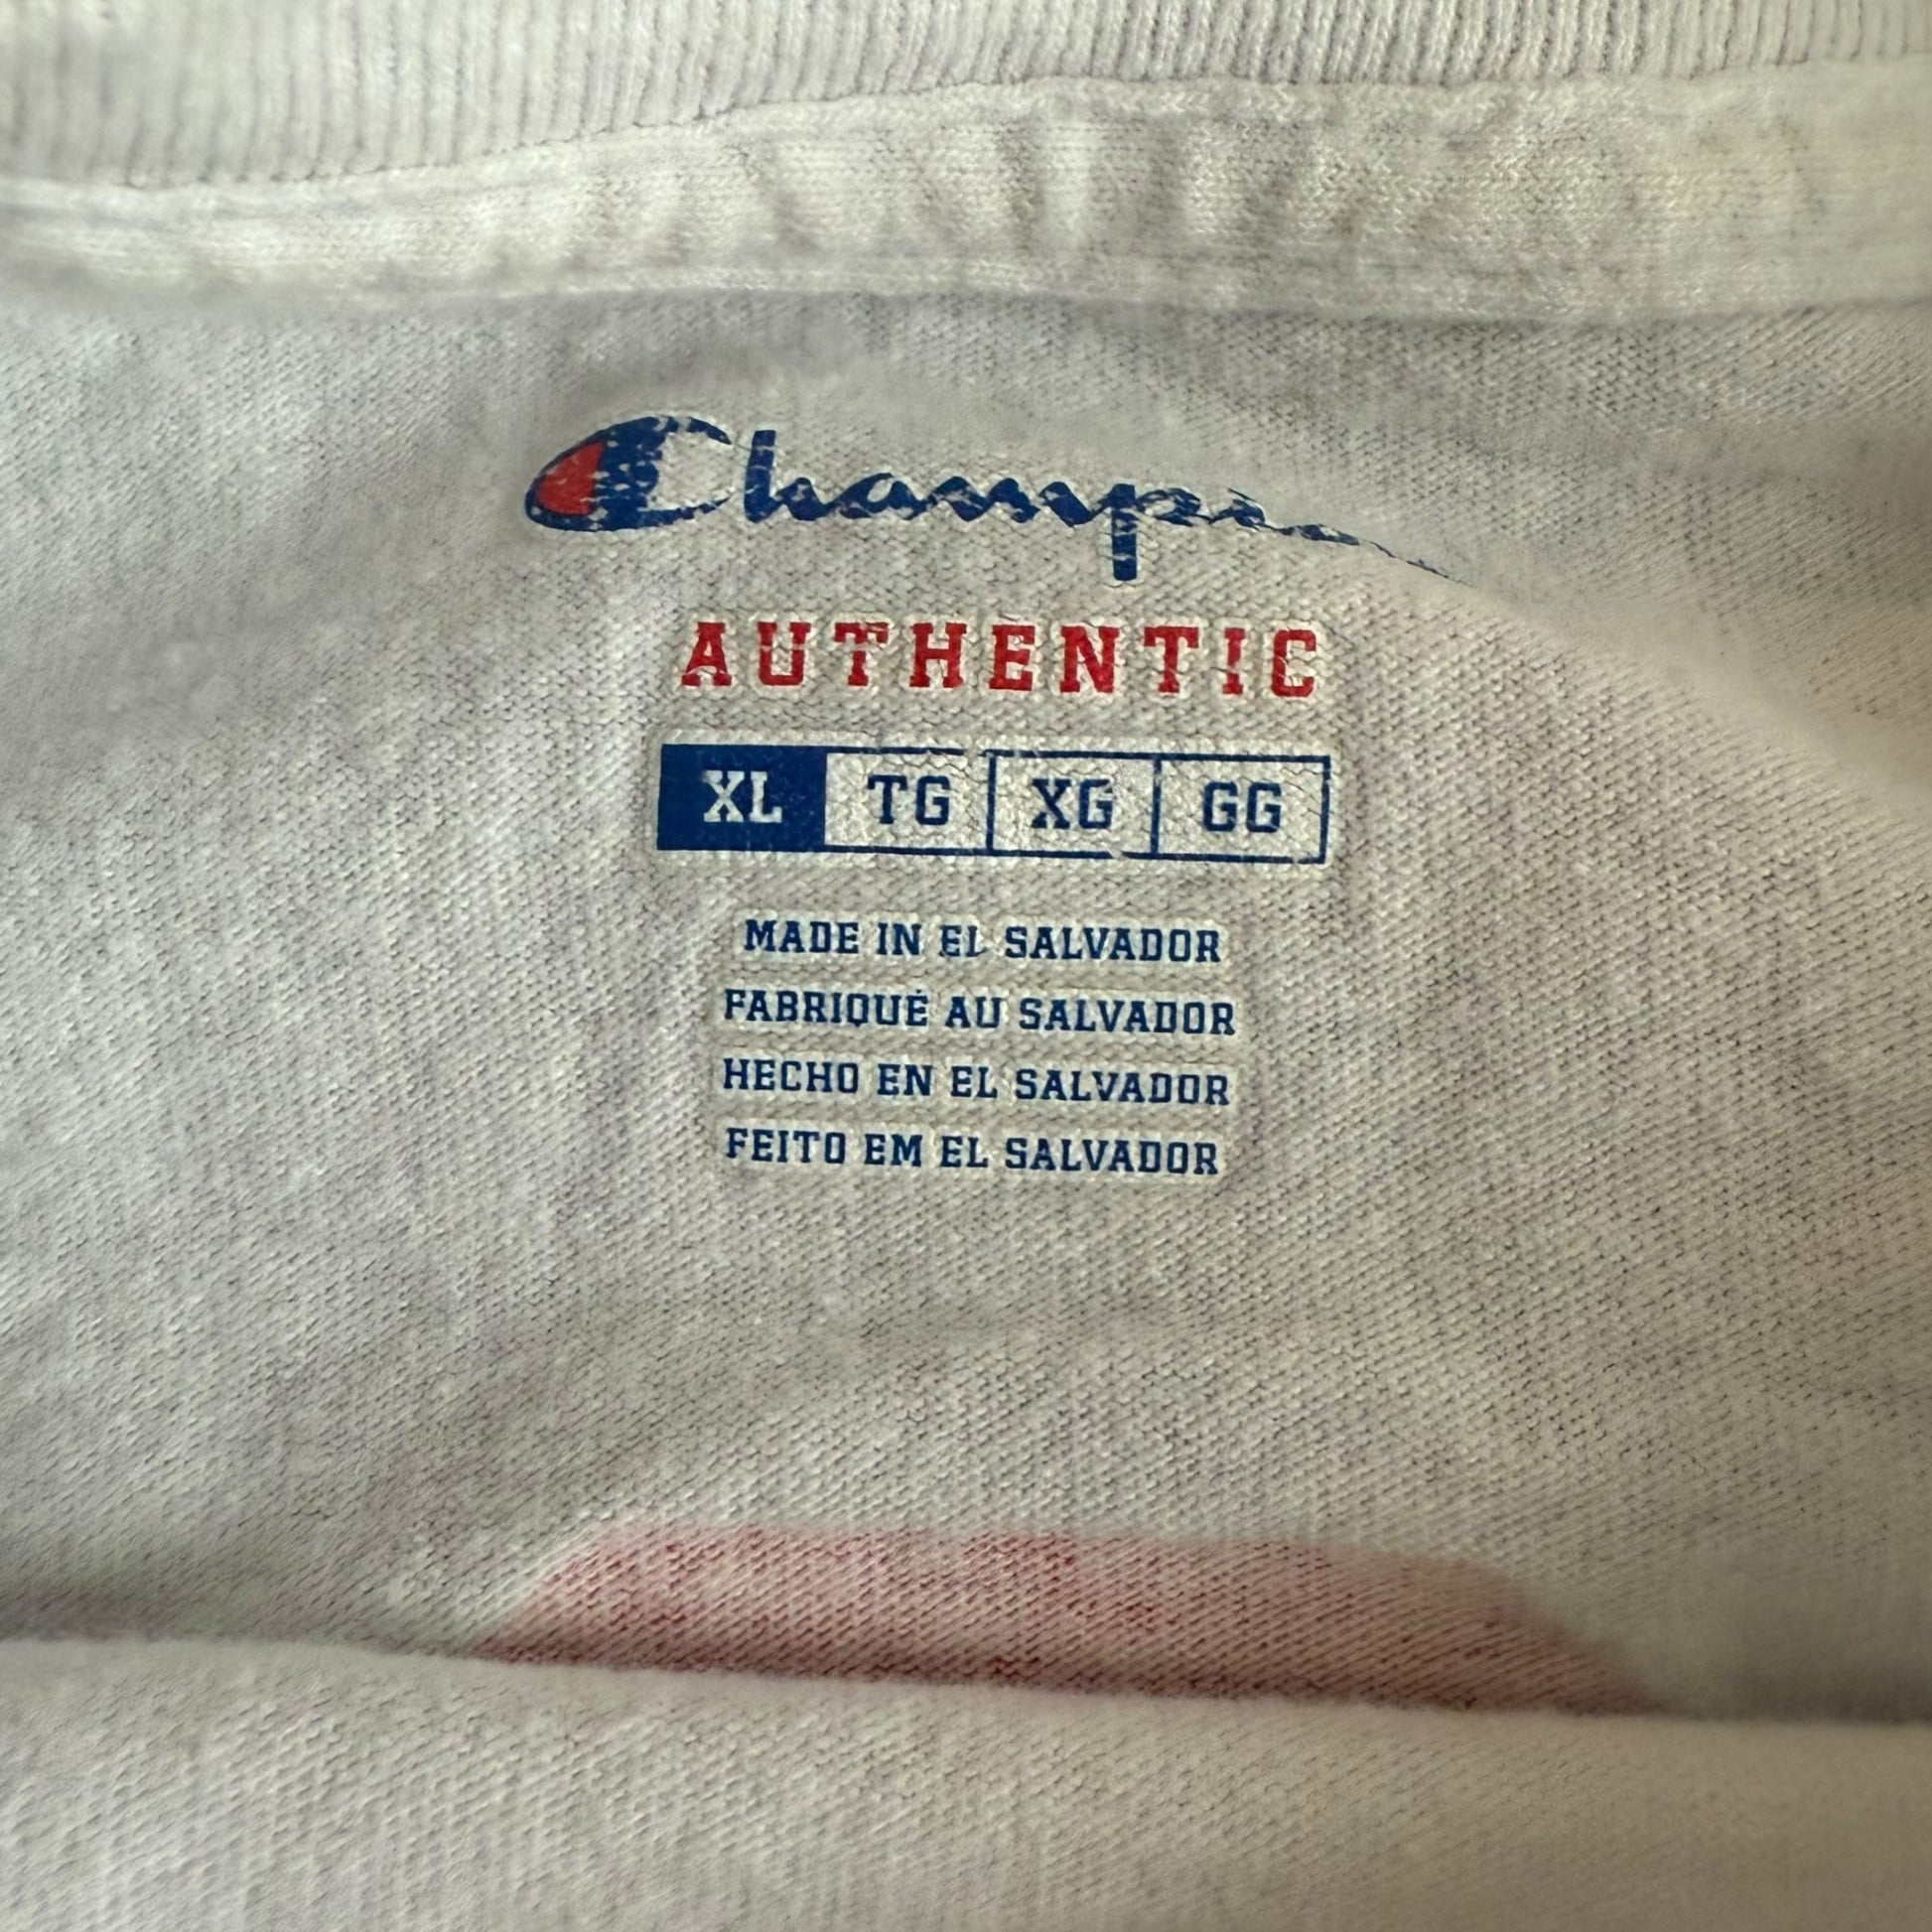 Champion
AUTHENTIC
XL TG XG GG
MADE IN EL SALVADOR
FABRIQUÉ AU SALVADOR
HECHO EN EL SALVADOR
FEITO EM EL SALVADOR